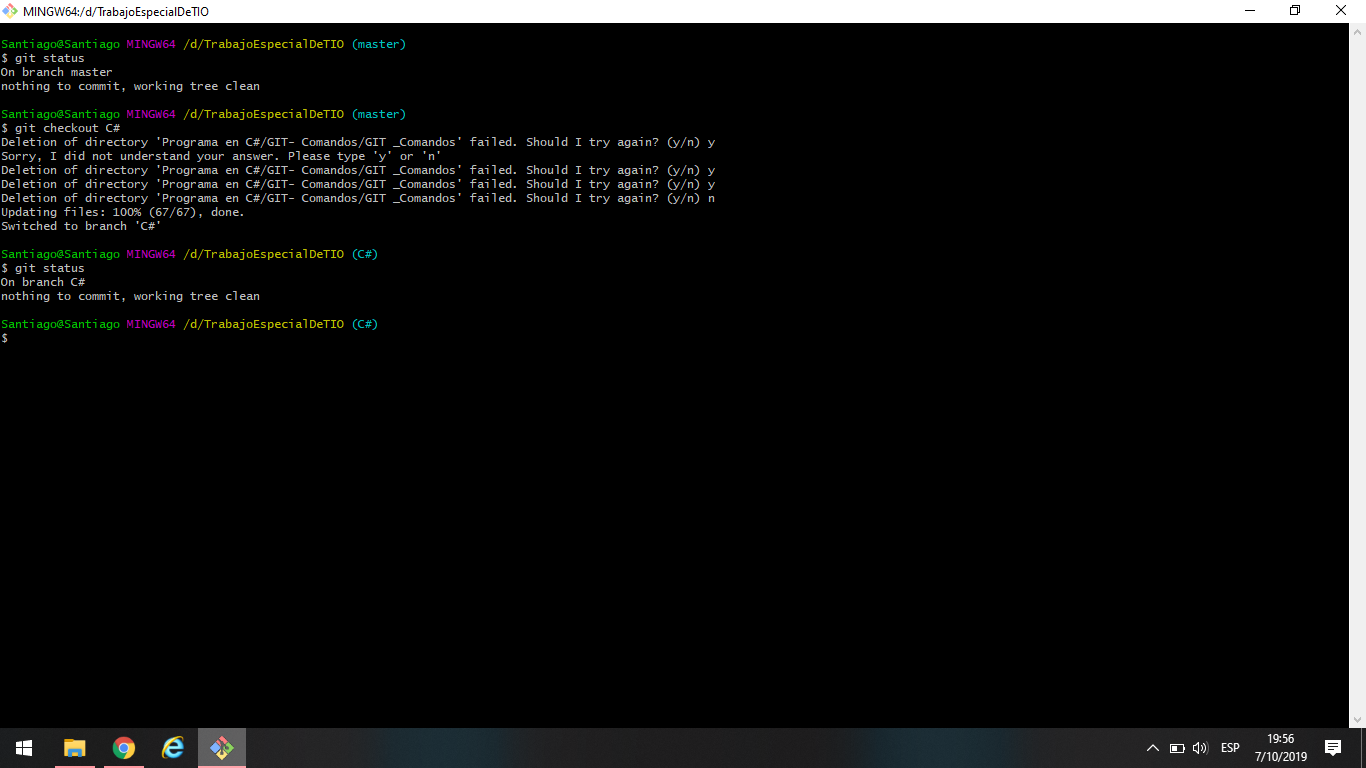 MINGW64:/d/TrabajoEspecialDeTIO
Santiago@Santiago MINGW64 /d/TrabajoEspecialDeTIO (master)
$ git status
On branch master
nothing to commit, working tree clean
Santiago@Santiago MINGW64 /d/TrabajoEspecialDeTIO (master)
$ git checkout C#
Deletion of directory 'Programa en C#/GIT- Comandos/GIT _Comandos' failed. Should I try again? (y/n) y
Sorry, I did not understand your answer. Please type 'y' or 'n'
Deletion of directory 'Programa en C#/GIT- Comandos/GIT _Comandos' failed. Should I try again? (y/n) y
Deletion of directory 'Programa en C#/GIT- Comandos/GIT _Comandos' failed. Should I try again? (y/n) y
Deletion of directory 'Programa en C#/GIT- Comandos/GIT _Comandos' failed. Should I try again? (y/n) n
Updating files: 100% (67/67), done.
Switched to branch 'C#'
Santiago@Santiago MINGW64 /d/TrabajoEspecialDeTIO (C#)
$ git status
On branch C#
nothing to commit, working tree clean
Santiago@Santiago MINGW64 /d/TrabajoEspecialDeTIO (C#)
$
ESP
19:56
7/10/2019